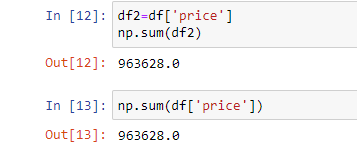 In [12]: df2=df['price']
np.sum(df2)
Out[12]: 963628.0
In [13]: np.sum(df['price'])
Out[13]: 963628.0